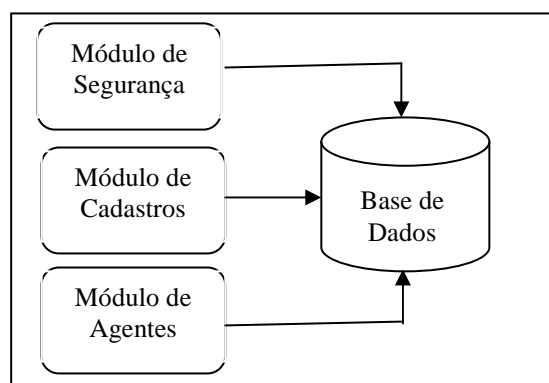 Módulo de
Segurança
Módulo de
Cadastros
Base de
Dados
Módulo de
Agentes